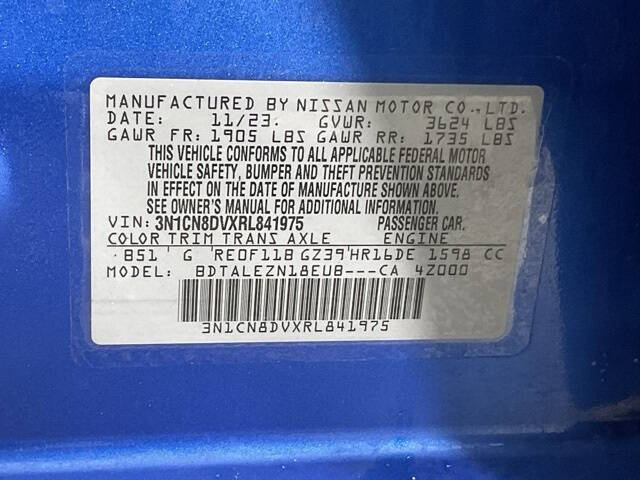 MANUFACTURED BY NISSAN MOTOR CO.,LTD.
DATE: 11/23. GVWR: 3624 LBS
GAWR FR: 1905 LBS GAWR RR: 1735 LBS
THIS VEHICLE CONFORMS TO ALL APPLICABLE FEDERAL MOTOR
VEHICLE SAFETY, BUMPER AND THEFT PREVENTION STANDARDS
IN EFFECT ON THE DATE OF MANUFACTURE SHOWN ABOVE.
SEE OWNER'S MANUAL FOR ADDITIONAL INFORMATION.
VIN: 3N1CN8DVXRL841975 PASSENGER CAR.
COLOR TRIM TRANS AXLE ENGINE
B51 G RE0F11B GZ39 HR16DE 1598 CC
BDTALEZN18EUB---CA 4Z000
3N1CN8DVXRL841975